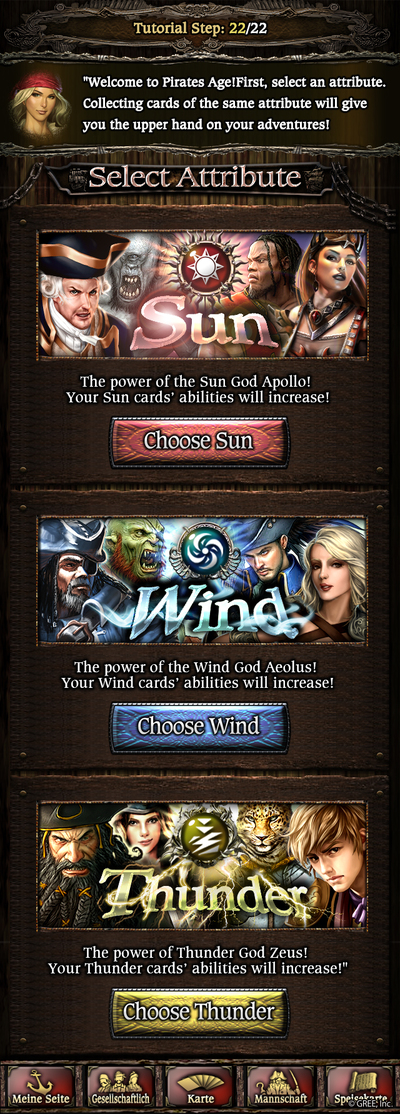 Tutorial Step: 22/22
"Welcome to Pirates Age!First, select an attribute.
Collecting cards of the same attribute will give
you the upper hand on your adventures!
Select Attribute
Sun
The power of the Sun God Apollo!
Your Sun cards' abilities will increase!
Choose Sun
Wind
The power of the Wind God Aeolus!
Your Wind cards' abilities will increase!
Choose Wind
Thunder
The power of Thunder God Zeus!
Your Thunder cards' abilities will increase!"
Choose Thunder
Meine Seite
Gesellschaftlich
Karte
Mannschaft
Speisekarte
© GREE, Inc.